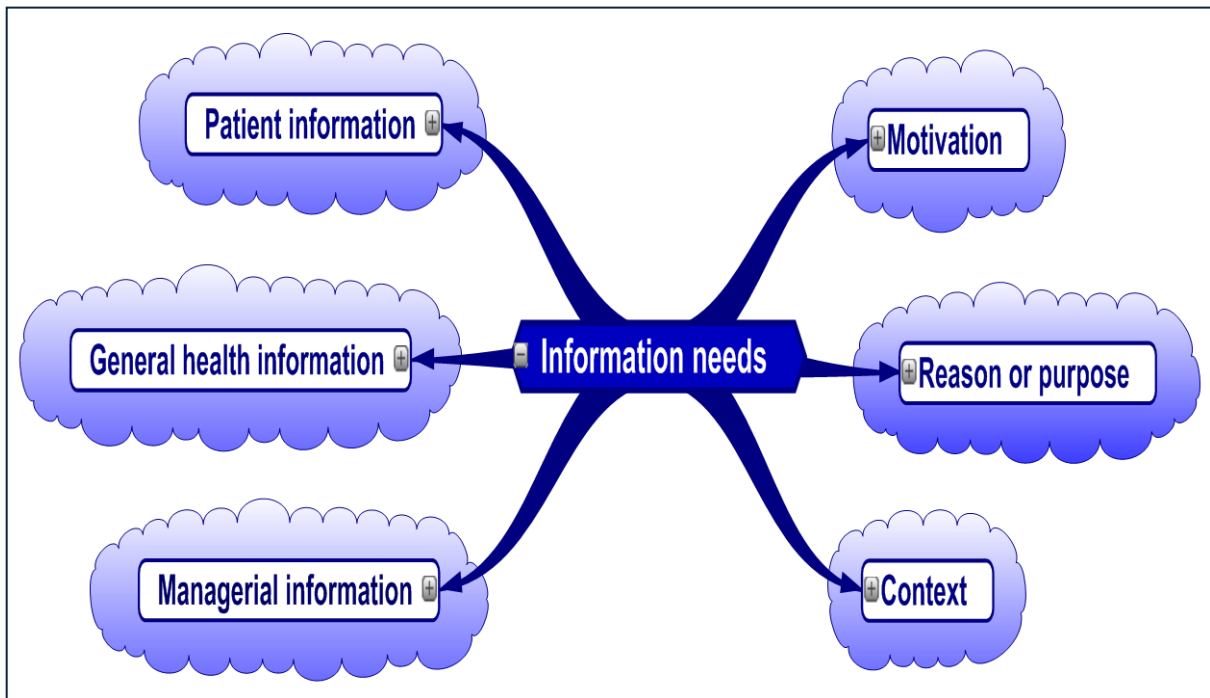 Patient information
Motivation
General health information
Information needs
Reason or purpose
Managerial information
Context